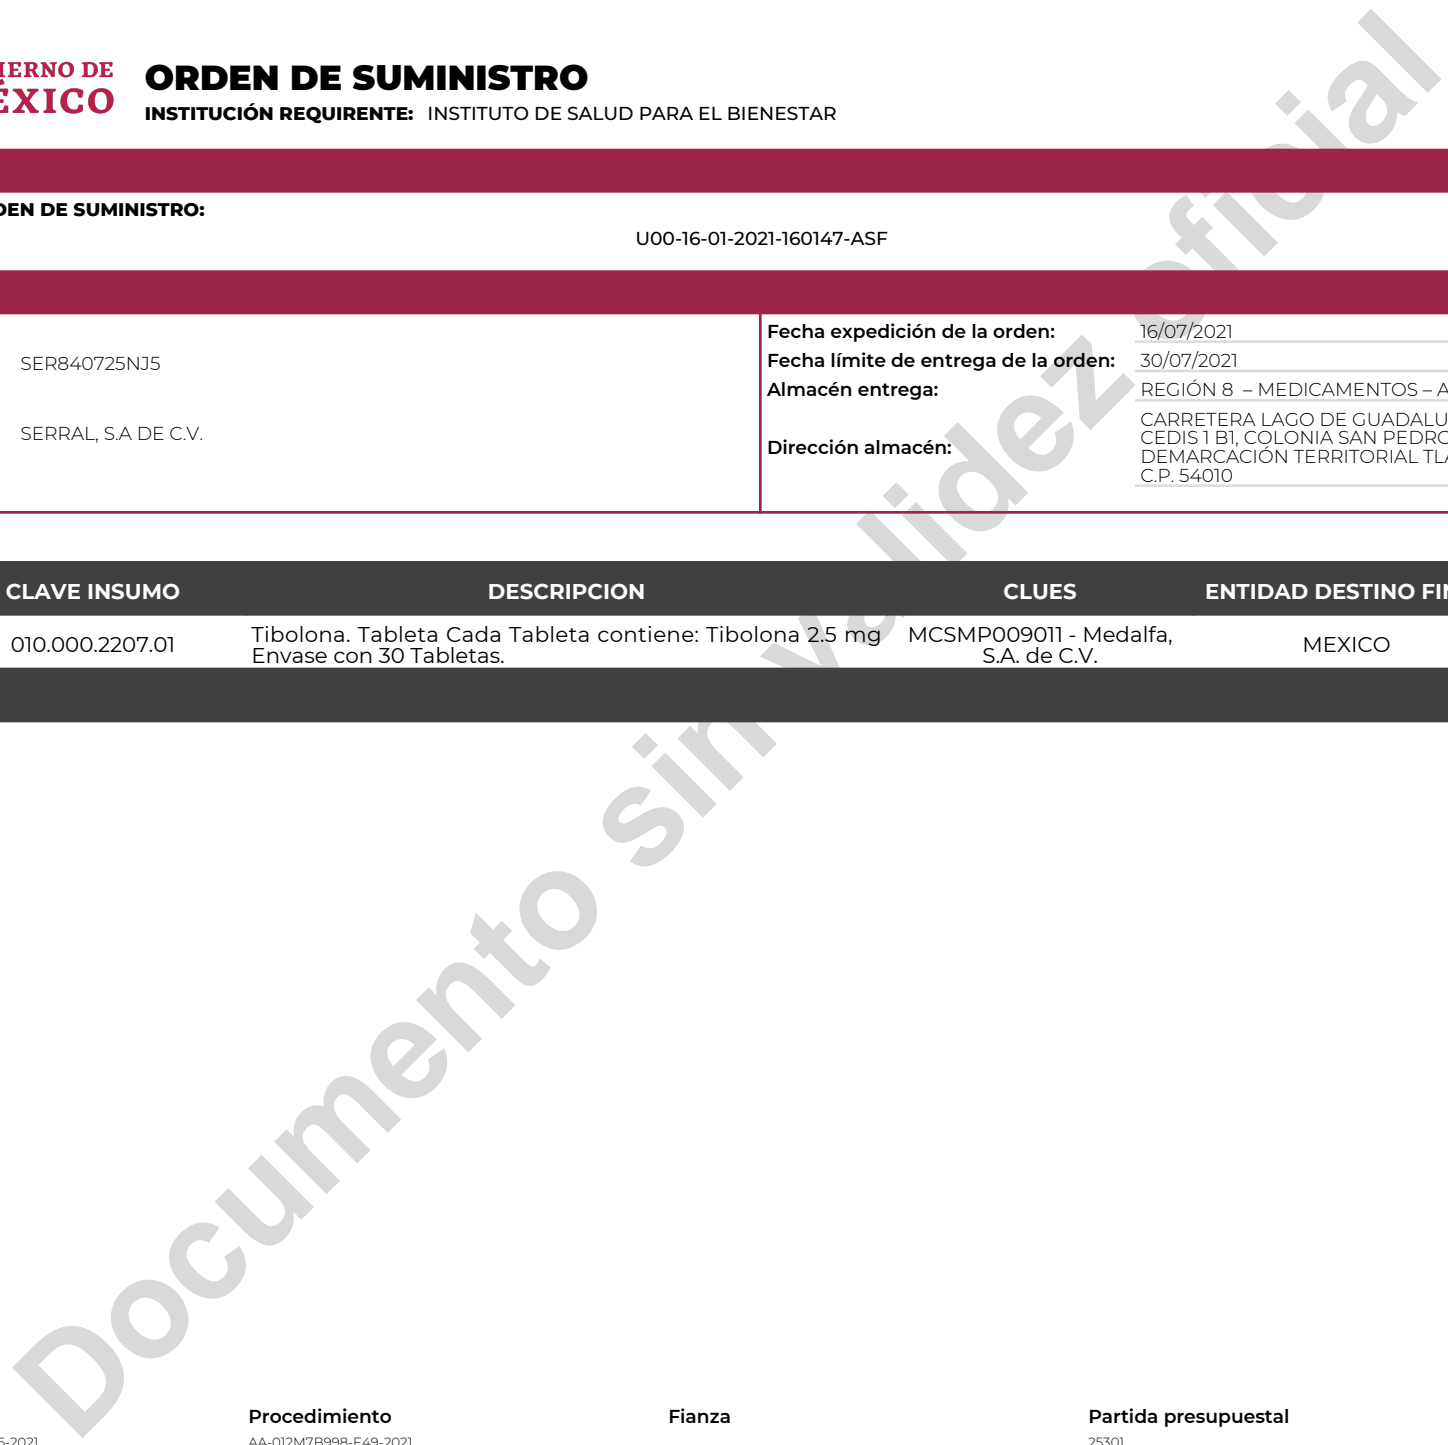 IERNO DE
ÉXICO
ORDEN DE SUMINISTRO
INSTITUCIÓN REQUIRENTE: INSTITUTO DE SALUD PARA EL BIENESTAR
DEN DE SUMINISTRO:
U00-16-01-2021-160147-ASF
SER840725NJ5
SERRAL, S.A DE C.V.
Fecha expedición de la orden: 16/07/2021
Fecha límite de entrega de la orden: 30/07/2021
Almacén entrega: REGIÓN 8 – MEDICAMENTOS – A
Dirección almacén: CARRETERA LAGO DE GUADALU
CEDIS 1 B1, COLONIA SAN PEDRO
DEMARCACIÓN TERRITORIAL TLA
C.P. 54010
CLAVE INSUMO DESCRIPCION CLUES ENTIDAD DESTINO FIN
010.000.2207.01 Tibolona. Tableta Cada Tableta contiene: Tibolona 2.5 mg Envase con 30 Tabletas. MCSMP009011 - Medalfa, S.A. de C.V. MEXICO
Documento sin validez oficial
Procedimiento Fianza Partida presupuestal
6-2021 AA-012M7B998-E49-2021 25301